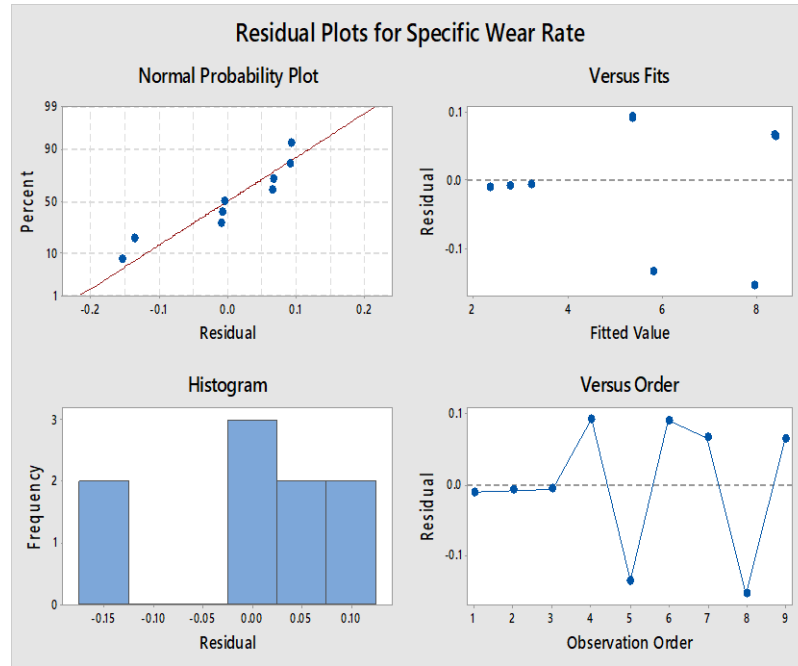 Residual Plots for Specific Wear Rate
Normal Probability Plot
99
90
50
10
1
Percent
-0.2 -0.1 0.0 0.1 0.2
Residual
Versus Fits
0.1
0.0
-0.1
Residual
2 4 6 8
Fitted Value
Histogram
3
2
1
0
Frequency
-0.15 -0.10 -0.05 0.00 0.05 0.10
Residual
Versus Order
0.1
0.0
-0.1
Residual
1 2 3 4 5 6 7 8 9
Observation Order